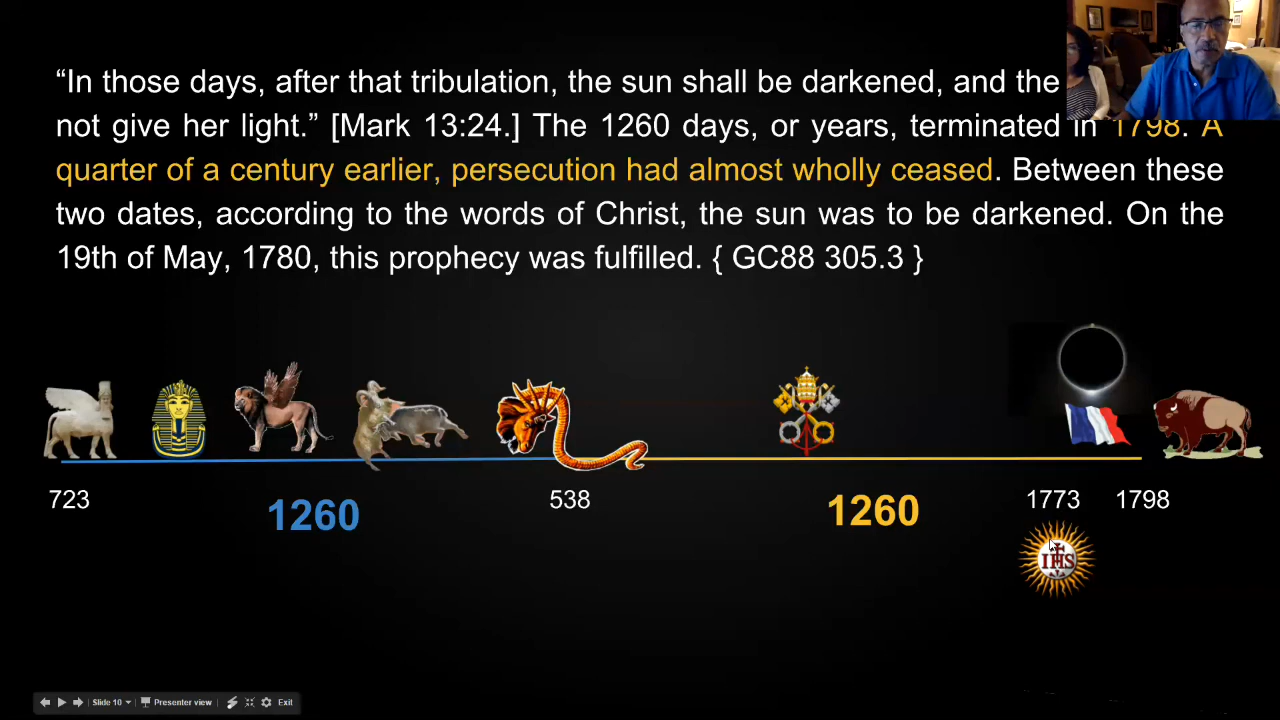 “In those days, after that tribulation, the sun shall be darkened, and the
not give her light.” [Mark 13:24.] The 1260 days, or years, terminated in 1798. A
quarter of a century earlier, persecution had almost wholly ceased. Between these
two dates, according to the words of Christ, the sun was to be darkened. On the
19th of May, 1780, this prophecy was fulfilled. { GC88 305.3 }
723
1260
538
1260
1773
1798
IHS
Slide 10
Presenter view
Exit